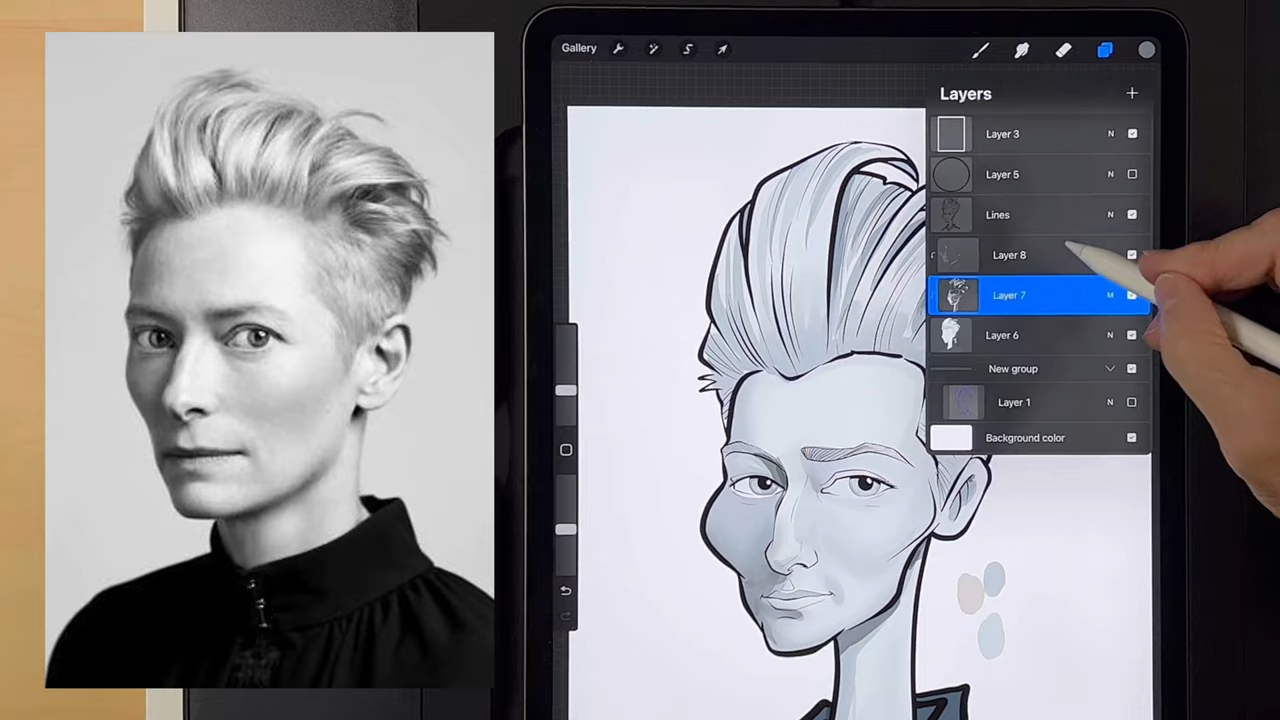 Gallery
Layers
Layer 3 N
Layer 5 N
Lines N
Layer 8
Layer 7 M
Layer 6 N
New group
Layer 1 N
Background color